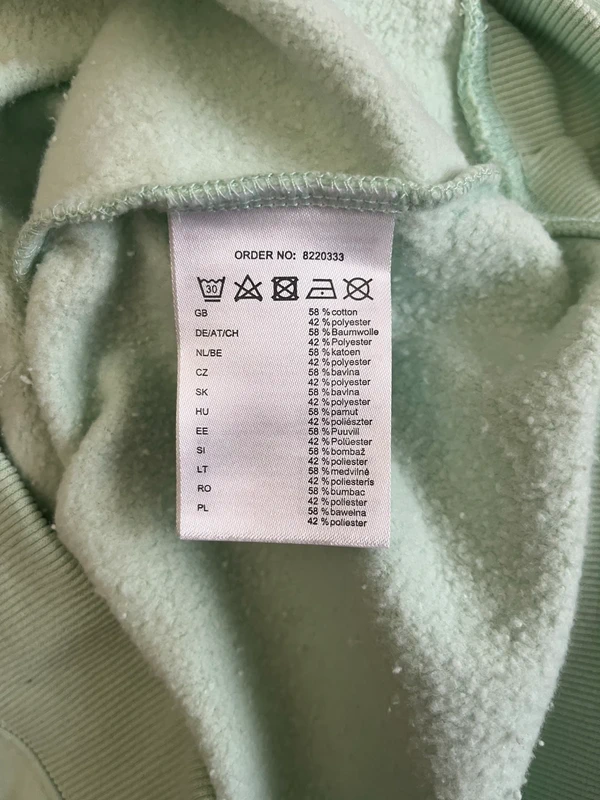 ORDER NO: 8220333
30
GB 58 % cotton
42 % polyester
DE/AT/CH 58 % Baumwolle
42 % Polyester
NL/BE 58 % katoen
42 % polyester
CZ 58 % bavlna
42 % polyester
SK 58 % bavlna
42 % polyester
HU 58 % pamut
42 % poliészter
EE 58 % Puuvill
42 % Polüester
SI 58 % bombaž
42 % poliester
LT 58 % medvilnė
42 % poliesteris
RO 58 % bumbac
42 % poliester
PL 58 % bawełna
42 % poliester